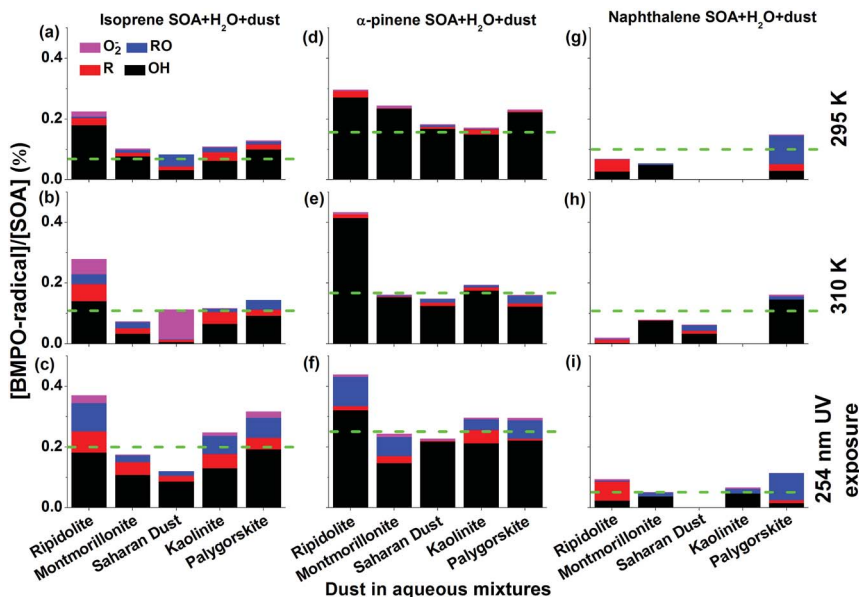 Isoprene SOA+H₂O+dust
α-pinene SOA+H₂O+dust
Naphthalene SOA+H₂O+dust
(a)
O₂⁻ RO
R OH
(d)
(g)
0.4
0.2
0.0
295 K
(b)
(e)
(h)
0.4
0.2
0.0
310 K
(c)
(f)
(i)
0.4
0.2
0.0
254 nm UV
exposure
[BMPO-radical]/[SOA] (%)
Ripidolite
Montmorillonite
Saharan Dust
Kaolinite
Palygorskite
Ripidolite
Montmorillonite
Saharan Dust
Kaolinite
Palygorskite
Ripidolite
Montmorillonite
Saharan Dust
Kaolinite
Palygorskite
Dust in aqueous mixtures